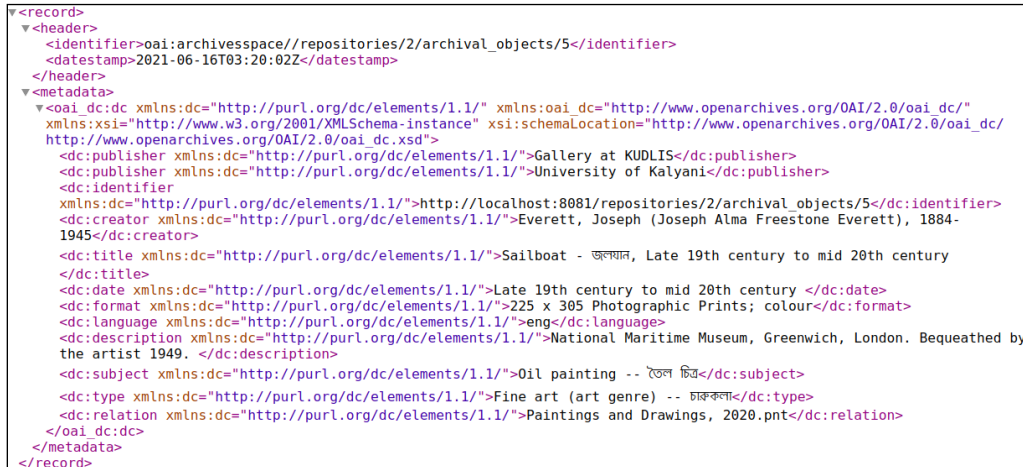 <record>
<header>
<identifier>oai:archivesspace//repositories/2/archival_objects/5</identifier>
<datestamp>2021-06-16T03:20:02Z</datestamp>
</header>
<metadata>
<oai_dc:dc xmlns:dc="http://purl.org/dc/elements/1.1/" xmlns:oai_dc="http://www.openarchives.org/OAI/2.0/oai_dc/"
xmlns:xsi="http://www.w3.org/2001/XMLSchema-instance" xsi:schemaLocation="http://www.openarchives.org/OAI/2.0/oai_dc/
http://www.openarchives.org/OAI/2.0/oai_dc.xsd">
<dc:publisher xmlns:dc="http://purl.org/dc/elements/1.1/">Gallery at KUDLIS</dc:publisher>
<dc:publisher xmlns:dc="http://purl.org/dc/elements/1.1/">University of Kalyani</dc:publisher>
<dc:identifier
xmlns:dc="http://purl.org/dc/elements/1.1/">http://localhost:8081/repositories/2/archival_objects/5</dc:identifier>
<dc:creator xmlns:dc="http://purl.org/dc/elements/1.1/">Everett, Joseph (Joseph Alma Freestone Everett), 1884-
1945</dc:creator>
<dc:title xmlns:dc="http://purl.org/dc/elements/1.1/">Sailboat - জলযান, Late 19th century to mid 20th century
</dc:title>
<dc:date xmlns:dc="http://purl.org/dc/elements/1.1/">Late 19th century to mid 20th century </dc:date>
<dc:format xmlns:dc="http://purl.org/dc/elements/1.1/">225 x 305 Photographic Prints; colour</dc:format>
<dc:language xmlns:dc="http://purl.org/dc/elements/1.1/">eng</dc:language>
<dc:description xmlns:dc="http://purl.org/dc/elements/1.1/">National Maritime Museum, Greenwich, London. Bequeathed by
the artist 1949. </dc:description>
<dc:subject xmlns:dc="http://purl.org/dc/elements/1.1/">Oil painting -- তৈল চিত্র</dc:subject>
<dc:type xmlns:dc="http://purl.org/dc/elements/1.1/">Fine art (art genre) -- চারুকলা</dc:type>
<dc:relation xmlns:dc="http://purl.org/dc/elements/1.1/">Paintings and Drawings, 2020.pnt</dc:relation>
</oai_dc:dc>
</metadata>
</record>